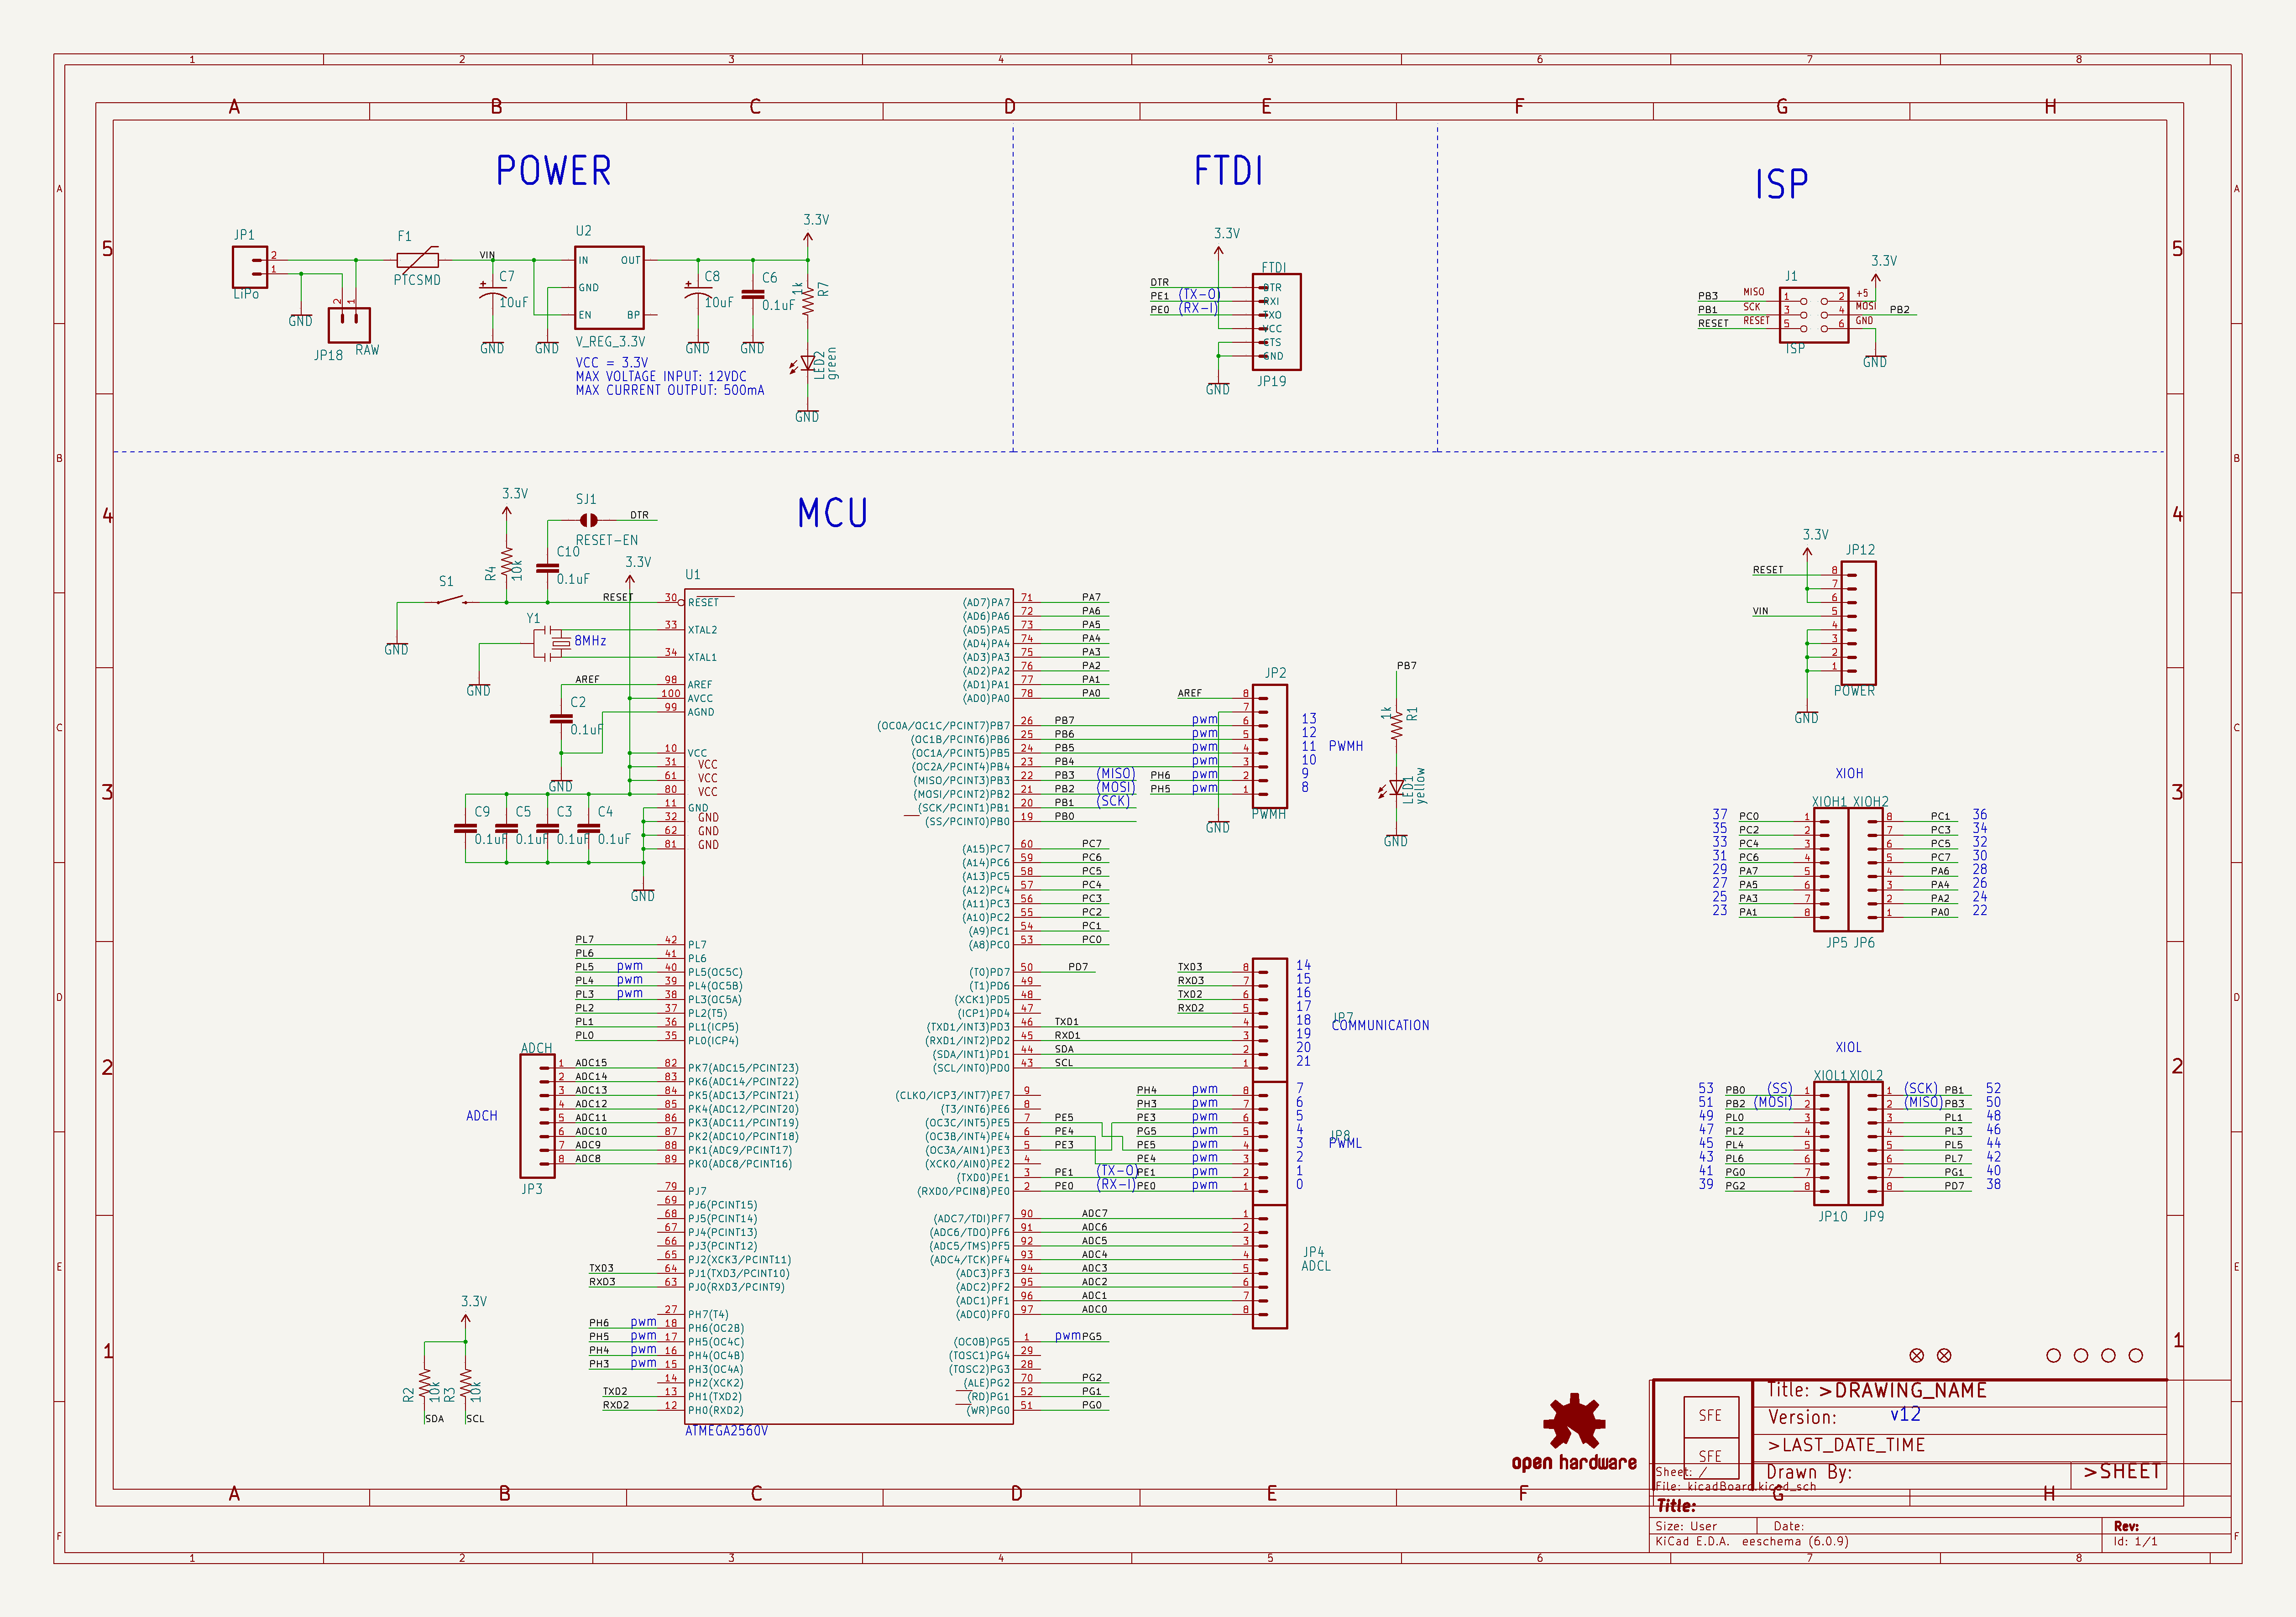 1 2 3 4 5 6 7 8
A B C D E F G H
POWER
FTDI
ISP
JP1
2
1
LiPo
GND
2 1
JP18
RAW
F1
PTCSMD
VIN
C7
10uF
GND
GND
U2
IN OUT
GND
EN BP
V_REG_3.3V
VCC = 3.3V
MAX VOLTAGE INPUT: 12VDC
MAX CURRENT OUTPUT: 500mA
C8
10uF
GND
C6
0.1uF
GND
3.3V
1k
R7
LED2
green
GND
3.3V
FTDI
DTR DTR
PE1 (TX-O) RXI
PE0 (RX-I) TXO
VCC
CTS
GND
JP19
GND
3.3V
J1
PB3 MISO 1 2 +5
PB1 SCK 3 4 MOSI PB2
RESET RESET 5 6 GND
ISP
GND
MCU
3.3V
SJ1
DTR
RESET-EN
R4
10k
C10
0.1uF
3.3V
S1
GND
RESET
Y1
8MHz
GND
AREF
C2
0.1uF
GND
C9
0.1uF
C5
0.1uF
C3
0.1uF
C4
0.1uF
GND
U1
30 RESET
33 XTAL2
34 XTAL1
98 AREF
100 AVCC
99 AGND
10 VCC
31 VCC
61 VCC
80 VCC
11 GND
32 GND
62 GND
81 GND
PL7 42 PL7
PL6 41 PL6
PL5 pwm 40 PL5(OC5C)
PL4 pwm 39 PL4(OC5B)
PL3 pwm 38 PL3(OC5A)
PL2 37 PL2(T5)
PL1 36 PL1(ICP5)
PL0 35 PL0(ICP4)
ADCH
ADCH
1 ADC15 82 PK7(ADC15/PCINT23)
2 ADC14 83 PK6(ADC14/PCINT22)
3 ADC13 84 PK5(ADC13/PCINT21)
4 ADC12 85 PK4(ADC12/PCINT20)
5 ADC11 86 PK3(ADC11/PCINT19)
6 ADC10 87 PK2(ADC10/PCINT18)
7 ADC9 88 PK1(ADC9/PCINT17)
8 ADC8 89 PK0(ADC8/PCINT16)
JP3
79 PJ7
69 PJ6(PCINT15)
68 PJ5(PCINT14)
67 PJ4(PCINT13)
66 PJ3(PCINT12)
65 PJ2(XCK3/PCINT11)
TXD3 64 PJ1(TXD3/PCINT10)
RXD3 63 PJ0(RXD3/PCINT9)
27 PH7(T4)
PH6 pwm 18 PH6(OC2B)
PH5 pwm 17 PH5(OC4C)
PH4 pwm 16 PH4(OC4B)
PH3 pwm 15 PH3(OC4A)
14 PH2(XCK2)
TXD2 13 PH1(TXD2)
RXD2 12 PH0(RXD2)
ATMEGA2560V
3.3V
R2
10k
R3
10k
SDA
SCL
(AD7)PA7 71 PA7
(AD6)PA6 72 PA6
(AD5)PA5 73 PA5
(AD4)PA4 74 PA4
(AD3)PA3 75 PA3
(AD2)PA2 76 PA2
(AD1)PA1 77 PA1
(AD0)PA0 78 PA0
(OC0A/OC1C/PCINT7)PB7 26 PB7
(OC1B/PCINT6)PB6 25 PB6
(OC1A/PCINT5)PB5 24 PB5
(OC2A/PCINT4)PB4 23 PB4
(MISO/PCINT3)PB3 22 PB3 (MISO)
(MOSI/PCINT2)PB2 21 PB2 (MOSI)
(SCK/PCINT1)PB1 20 PB1 (SCK)
(SS/PCINT0)PB0 19 PB0
(A15)PC7 60 PC7
(A14)PC6 59 PC6
(A13)PC5 58 PC5
(A12)PC4 57 PC4
(A11)PC3 56 PC3
(A10)PC2 55 PC2
(A9)PC1 54 PC1
(A8)PC0 53 PC0
(T0)PD7 50 PD7
(T1)PD6 49
(XCK1)PD5 48
(ICP1)PD4 47
(TXD1/INT3)PD3 46 TXD1
(RXD1/INT2)PD2 45 RXD1
(SDA/INT1)PD1 44 SDA
(SCL/INT0)PD0 43 SCL
(CLKO/ICP3/INT7)PE7 9
(T3/INT6)PE6 8
(OC3C/INT5)PE5 7 PE5
(OC3B/INT4)PE4 6 PE4
(OC3A/AIN1)PE3 5 PE3
(XCK0/AIN0)PE2 4
(TXD0)PE1 3 PE1 (TX-O)
(RXD0/PCIN8)PE0 2 PE0 (RX-I)
(ADC7/TDI)PF7 90 ADC7 1
(ADC6/TDO)PF6 91 ADC6 2
(ADC5/TMS)PF5 92 ADC5 3
(ADC4/TCK)PF4 93 ADC4 4
(ADC3)PF3 94 ADC3 5
(ADC2)PF2 95 ADC2 6
(ADC1)PF1 96 ADC1 7
(ADC0)PF0 97 ADC0 8
JP4
ADCL
(OC0B)PG5 1 pwm PG5
(TOSC1)PG4 29
(TOSC2)PG3 28
(ALE)PG2 70 PG2
(RD)PG1 52 PG1
(WR)PG0 51 PG0
JP2
AREF 8
7
pwm 6 13
pwm 5 12
pwm 4 11 PWMH
pwm 3 10
PH6 pwm 2 9
PH5 pwm 1 8
GND
PWMH
PB7
1k
R1
LED1
yellow
GND
TXD3 8 14
RXD3 7 15
TXD2 6 16
RXD2 5 17
4 18
3 19
2 20
1 21
JP7
COMMUNICATION
PH4 pwm 8 7
PH3 pwm 7 6
PE3 pwm 6 5
PG5 pwm 5 4
PE5 pwm 4 3
PE4 pwm 3 2
PE1 pwm 2 1
PE0 pwm 1 0
JP8
PWML
3.3V
JP12
RESET 8
7
6
VIN 5
4
3
2
1
POWER
GND
XIOH
XIOH1 XIOH2
37 PC0 1 8 PC1 36
35 PC2 2 7 PC3 34
33 PC4 3 6 PC5 32
31 PC6 4 5 PC7 30
29 PA7 5 4 PA6 28
27 PA5 6 3 PA4 26
25 PA3 7 2 PA2 24
23 PA1 8 1 PA0 22
JP5 JP6
XIOL
XIOL1 XIOL2
53 PB0 (SS) 1 1 (SCK) PB1 52
51 PB2 (MOSI) 2 2 (MISO) PB3 50
49 PL0 3 3 PL1 48
47 PL2 4 4 PL3 46
45 PL4 5 5 PL5 44
43 PL6 6 6 PL7 42
41 PG0 7 7 PG1 40
39 PG2 8 8 PD7 38
JP10 JP9
open hardware
SFE
SFE
Title: >DRAWING_NAME
Version: v12
>LAST_DATE_TIME
Drawn By:
>SHEET
Sheet: /
File: kicadBoard.kicad_sch
Title:
Size: User Date: Rev:
KiCad E.D.A. eeschema (6.0.9) Id: 1/1
A B C D E F G H
1 2 3 4 5 6 7 8
A B C D E F
5 4 3 2 1
A B C D E F
5 4 3 2 1